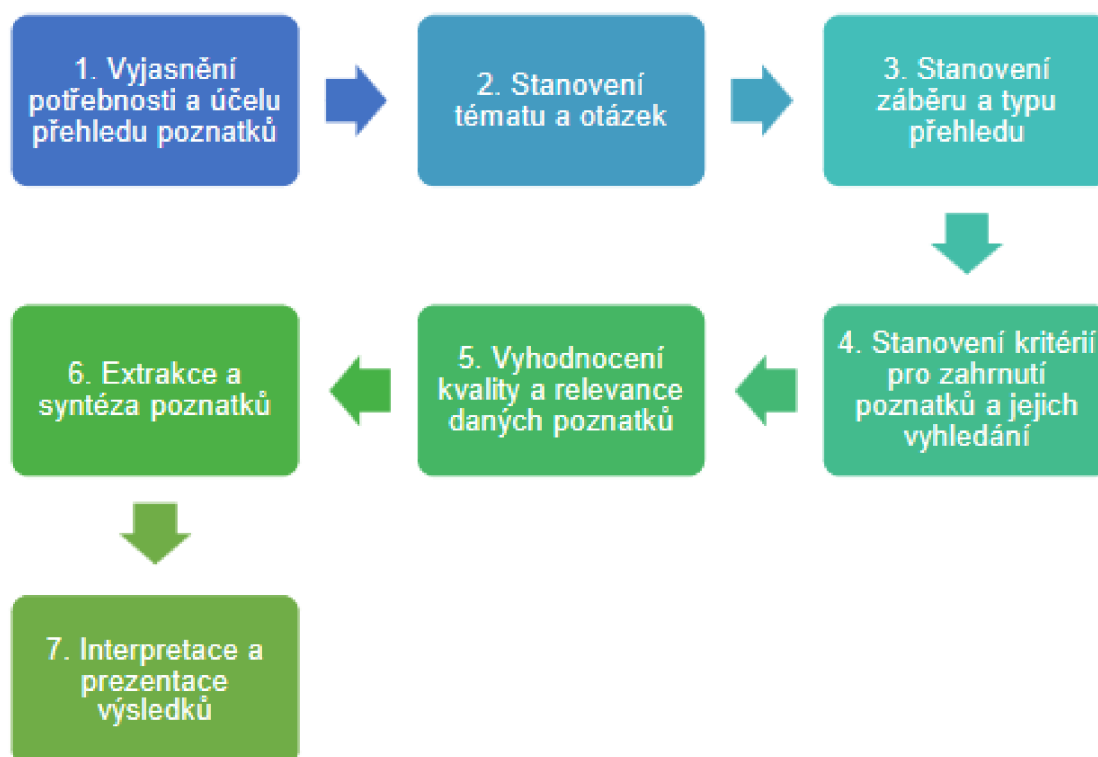 1. Vyjasnění
potřebnosti a účelu
přehledu poznatků
2. Stanovení
tématu a otázek
3. Stanovení
záběru a typu
přehledu
4. Stanovení kritérií
pro zahrnutí
poznatků a jejich
vyhledání
5. Vyhodnocení
kvality a relevance
daných poznatků
6. Extrakce a
syntéza poznatků
7. Interpretace a
prezentace
výsledků